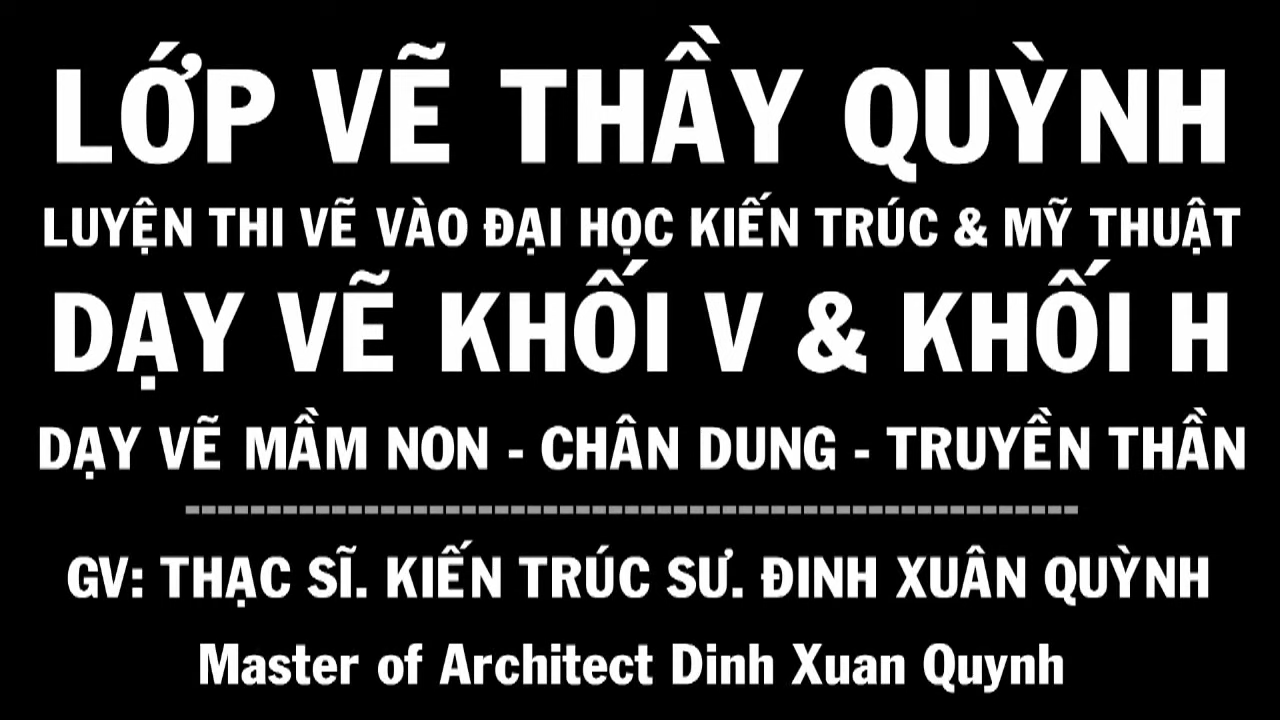 LỚP VẼ THẦY QUỲNH
LUYỆN THI VẼ VÀO ĐẠI HỌC KIẾN TRÚC & MỸ THUẬT
DẠY VẼ KHỐI V & KHỐI H
DẠY VẼ MẦM NON - CHÂN DUNG - TRUYỀN THẦN
--------------------------------------------------------
GV: THẠC SĨ. KIẾN TRÚC SƯ. ĐINH XUÂN QUỲNH
Master of Architect Dinh Xuan Quynh